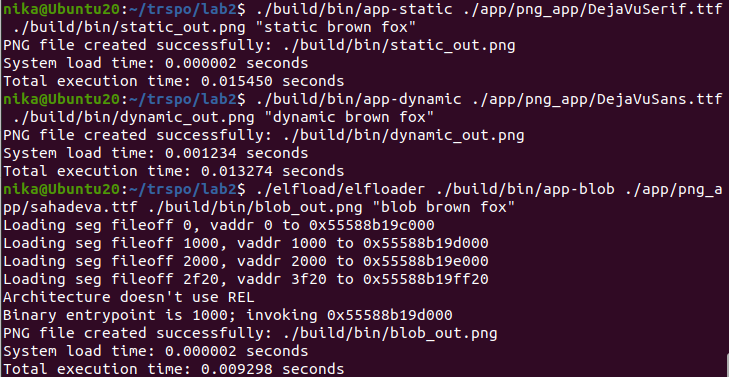 nika@Ubuntu20:~/trspo/lab2$ ./build/bin/app-static ./app/png_app/DejaVuSerif.ttf
 ./build/bin/static_out.png "static brown fox"
PNG file created successfully: ./build/bin/static_out.png
System load time: 0.000002 seconds
Total execution time: 0.015450 seconds
nika@Ubuntu20:~/trspo/lab2$ ./build/bin/app-dynamic ./app/png_app/DejaVuSans.ttf
 ./build/bin/dynamic_out.png "dynamic brown fox"
PNG file created successfully: ./build/bin/dynamic_out.png
System load time: 0.001234 seconds
Total execution time: 0.013274 seconds
nika@Ubuntu20:~/trspo/lab2$ ./elfload/elfloader ./build/bin/app-blob ./app/png_a
pp/sahadeva.ttf ./build/bin/blob_out.png "blob brown fox"
Loading seg fileoff 0, vaddr 0 to 0x55588b19c000
Loading seg fileoff 1000, vaddr 1000 to 0x55588b19d000
Loading seg fileoff 2000, vaddr 2000 to 0x55588b19e000
Loading seg fileoff 2f20, vaddr 3f20 to 0x55588b19ff20
Architecture doesn't use REL
Binary entrypoint is 1000; invoking 0x55588b19d000
PNG file created successfully: ./build/bin/blob_out.png
System load time: 0.000002 seconds
Total execution time: 0.009298 seconds